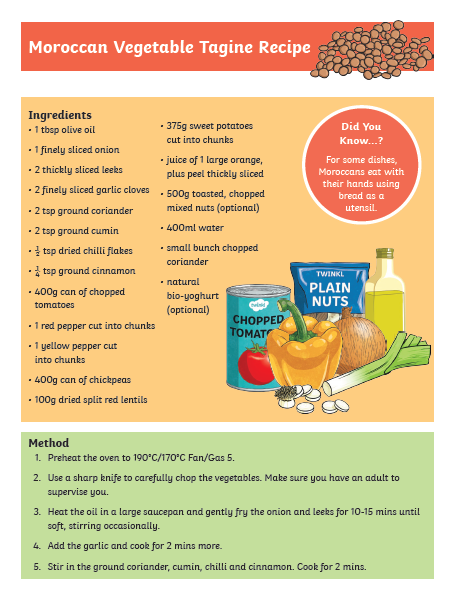 Moroccan Vegetable Tagine Recipe
Ingredients
• 1 tbsp olive oil
• 1 finely sliced onion
• 2 thickly sliced leeks
• 2 finely sliced garlic cloves
• 2 tsp ground coriander
• 2 tsp ground cumin
• ½ tsp dried chilli flakes
• ¼ tsp ground cinnamon
• 400g can of chopped
tomatoes
• 1 red pepper cut into chunks
• 1 yellow pepper cut
into chunks
• 400g can of chickpeas
• 100g dried split red lentils
• 375g sweet potatoes
cut into chunks
• juice of 1 large orange,
plus peel thickly sliced
• 500g toasted, chopped
mixed nuts (optional)
• 400ml water
• small bunch chopped
coriander
• natural
bio-yoghurt
(optional)
Did You
Know...?
For some dishes,
Moroccans eat with
their hands using
bread as a
utensil.
TWINKL
PLAIN
NUTS
twinkl
CHOPPED
TOMATO
Method
1. Preheat the oven to 190°C/170°C Fan/Gas 5.
2. Use a sharp knife to carefully chop the vegetables. Make sure you have an adult to
supervise you.
3. Heat the oil in a large saucepan and gently fry the onion and leeks for 10-15 mins until
soft, stirring occasionally.
4. Add the garlic and cook for 2 mins more.
5. Stir in the ground coriander, cumin, chilli and cinnamon. Cook for 2 mins.